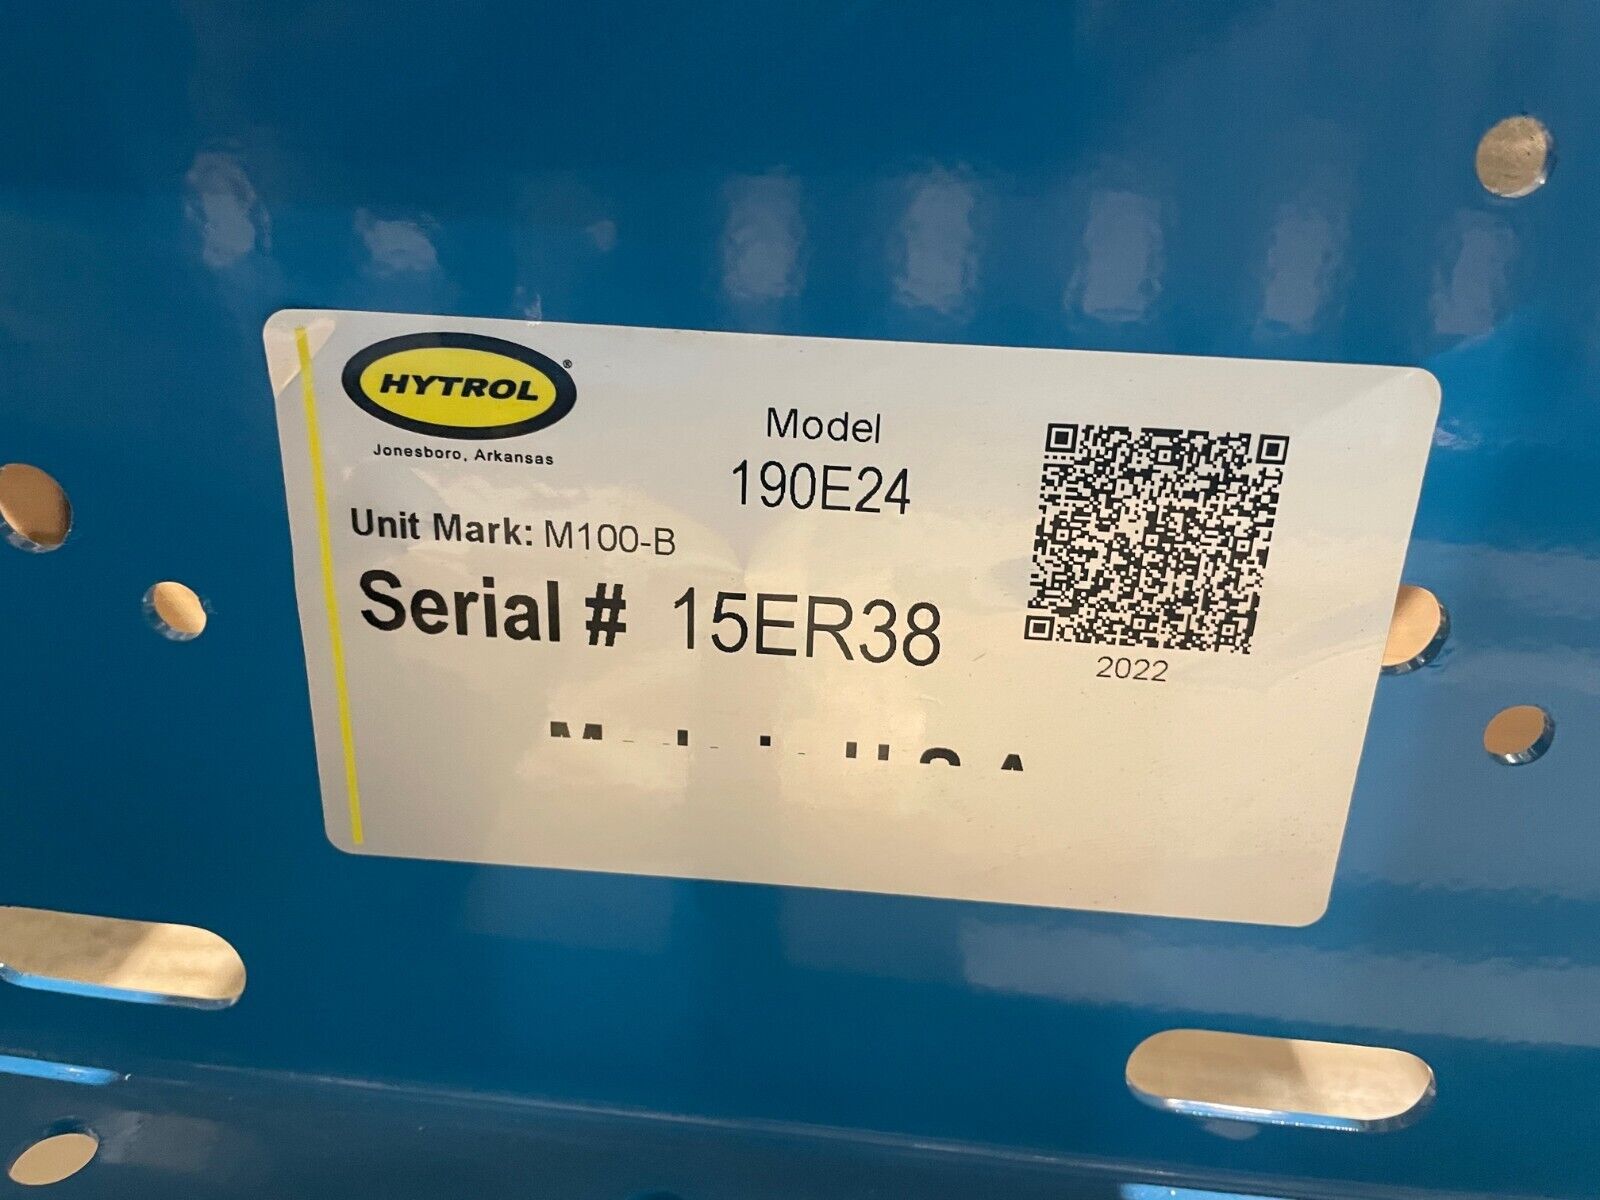 HYTROL®
Jonesboro, Arkansas
Model
190E24
Unit Mark: M100-B
Serial # 15ER38
2022